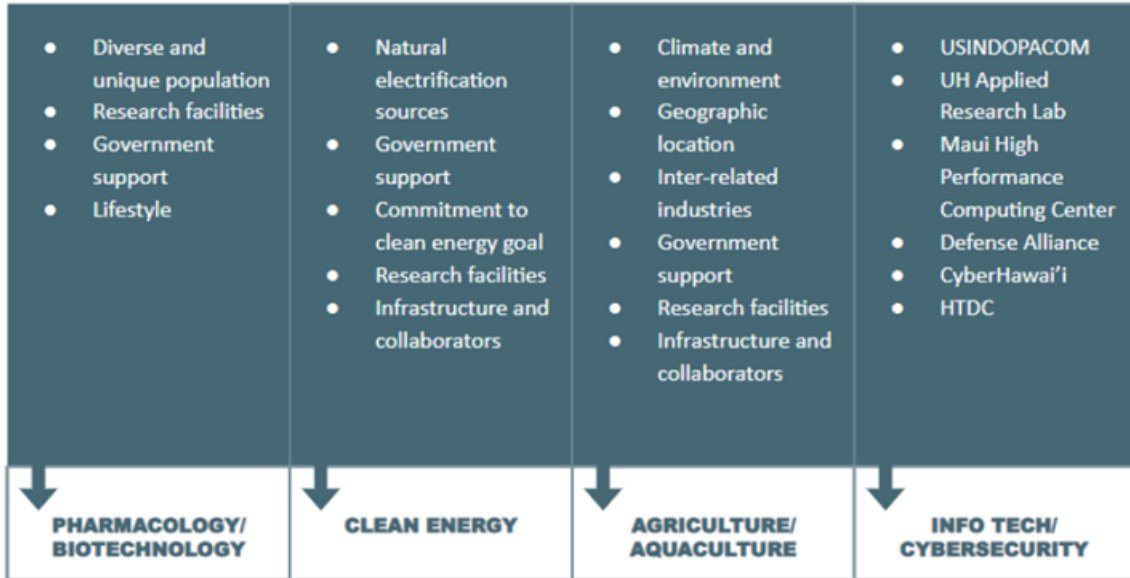 ● Diverse and
unique population
● Research facilities
● Government
support
● Lifestyle
● Natural
electrification
sources
● Government
support
● Commitment to
clean energy goal
● Research facilities
● Infrastructure and
collaborators
● Climate and
environment
● Geographic
location
● Inter-related
industries
● Government
support
● Research facilities
● Infrastructure and
collaborators
● USINDOPACOM
● UH Applied
Research Lab
● Maui High
Performance
Computing Center
● Defense Alliance
● CyberHawai'i
● HTDC
PHARMACOLOGY/
BIOTECHNOLOGY
CLEAN ENERGY
AGRICULTURE/
AQUACULTURE
INFO TECH/
CYBERSECURITY